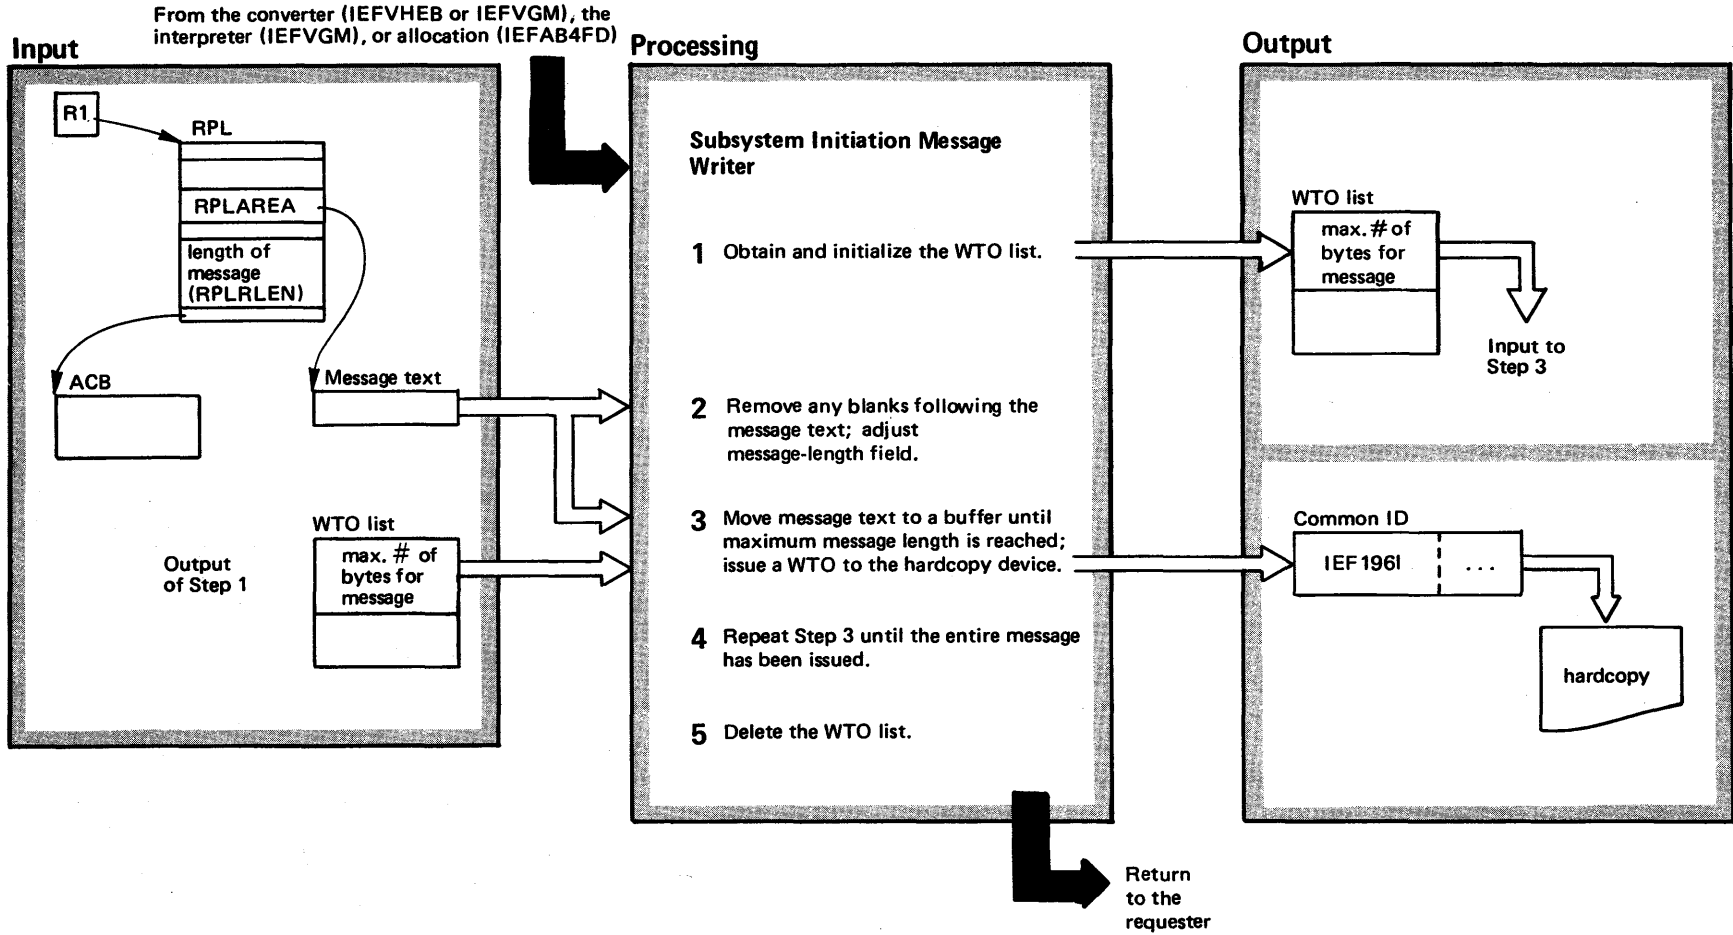 From the converter (IEFVHEB or IEFVGM), the
interpreter (IEFVGM), or allocation (IEFAB4FD)
Input
R1
RPL
RPLAREA
length of
message
(RPLRLEN)
ACB
Message text
Output
of Step 1
WTO list
max. # of
bytes for
message
Processing
Subsystem Initiation Message
Writer
1 Obtain and initialize the WTO list.
2 Remove any blanks following the
message text; adjust
message-length field.
3 Move message text to a buffer until
maximum message length is reached;
issue a WTO to the hardcopy device.
4 Repeat Step 3 until the entire message
has been issued.
5 Delete the WTO list.
Return
to the
requester
Output
WTO list
max. # of
bytes for
message
Input to
Step 3
Common ID
IEF196I
...
hardcopy